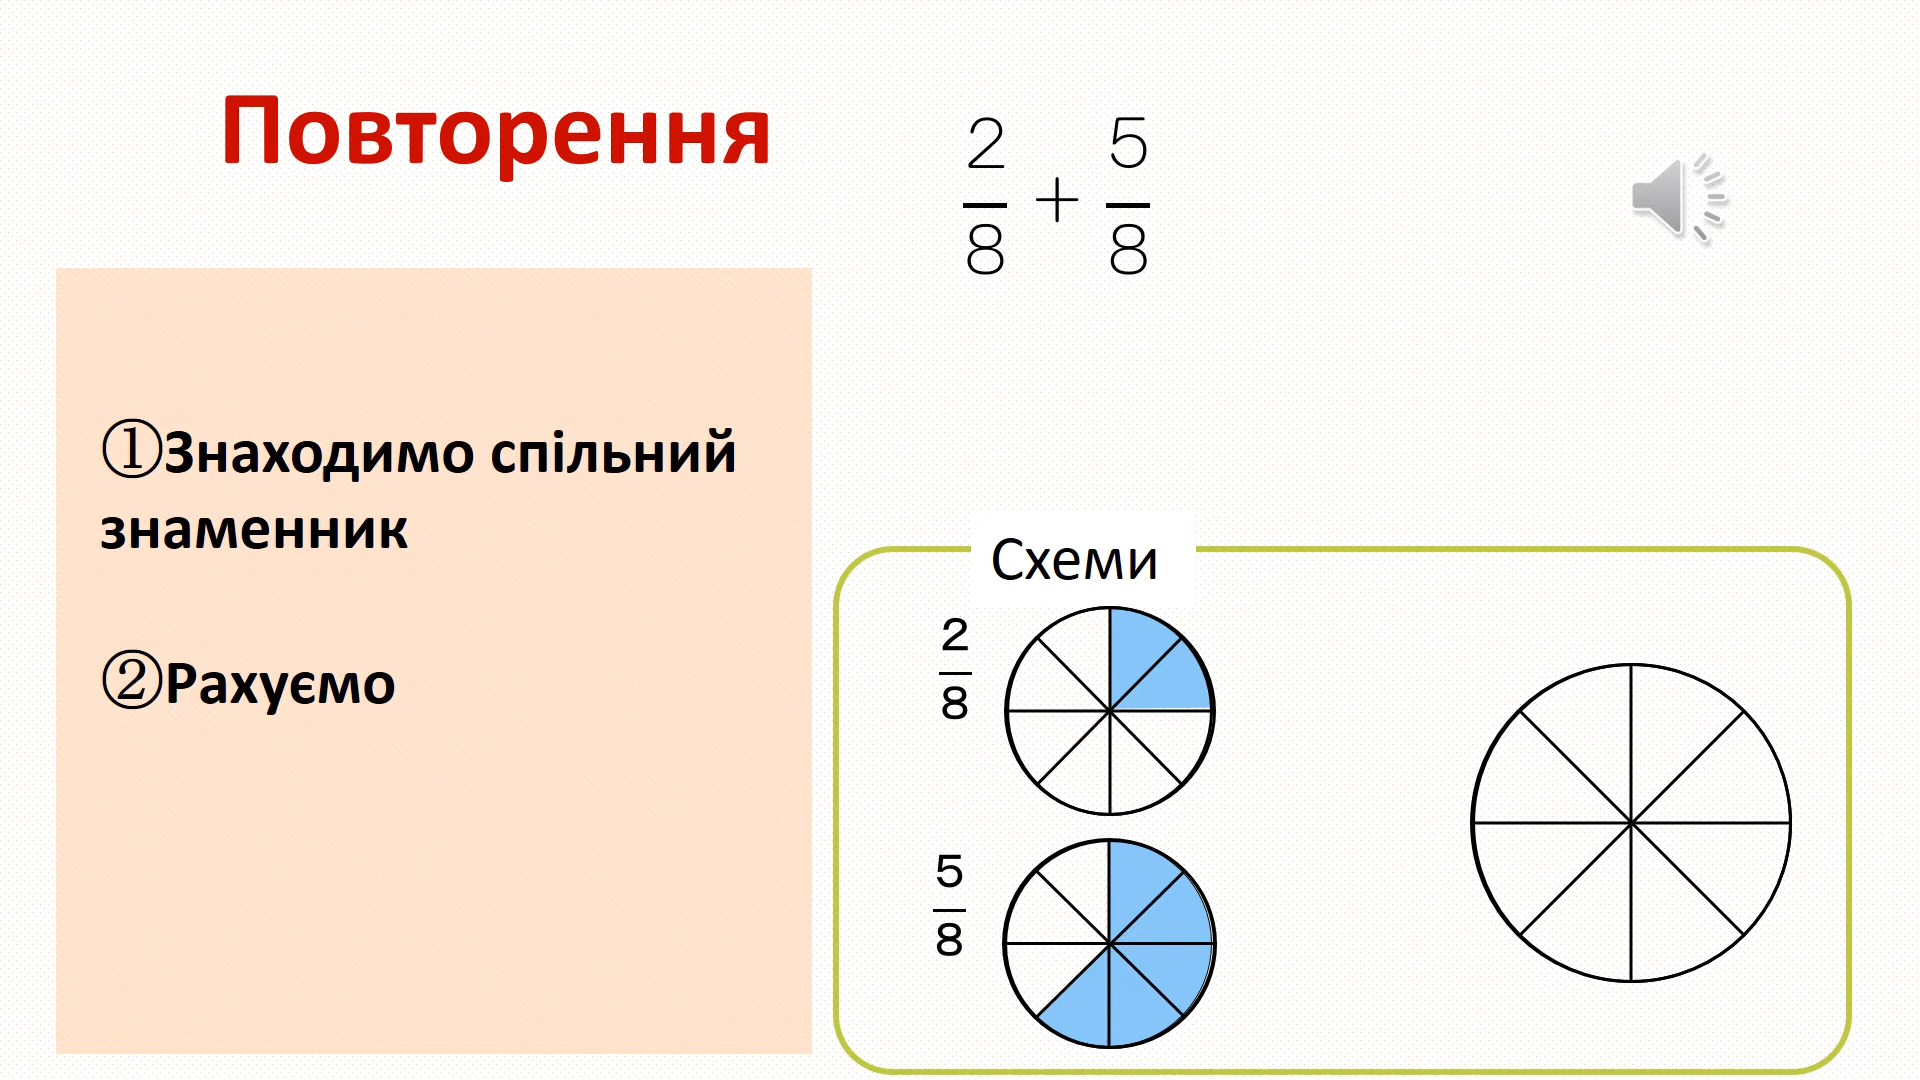 Повторення
2/8 + 5/8
①Знаходимо спільний
знаменник
②Рахуємо
Схеми
2/8
5/8